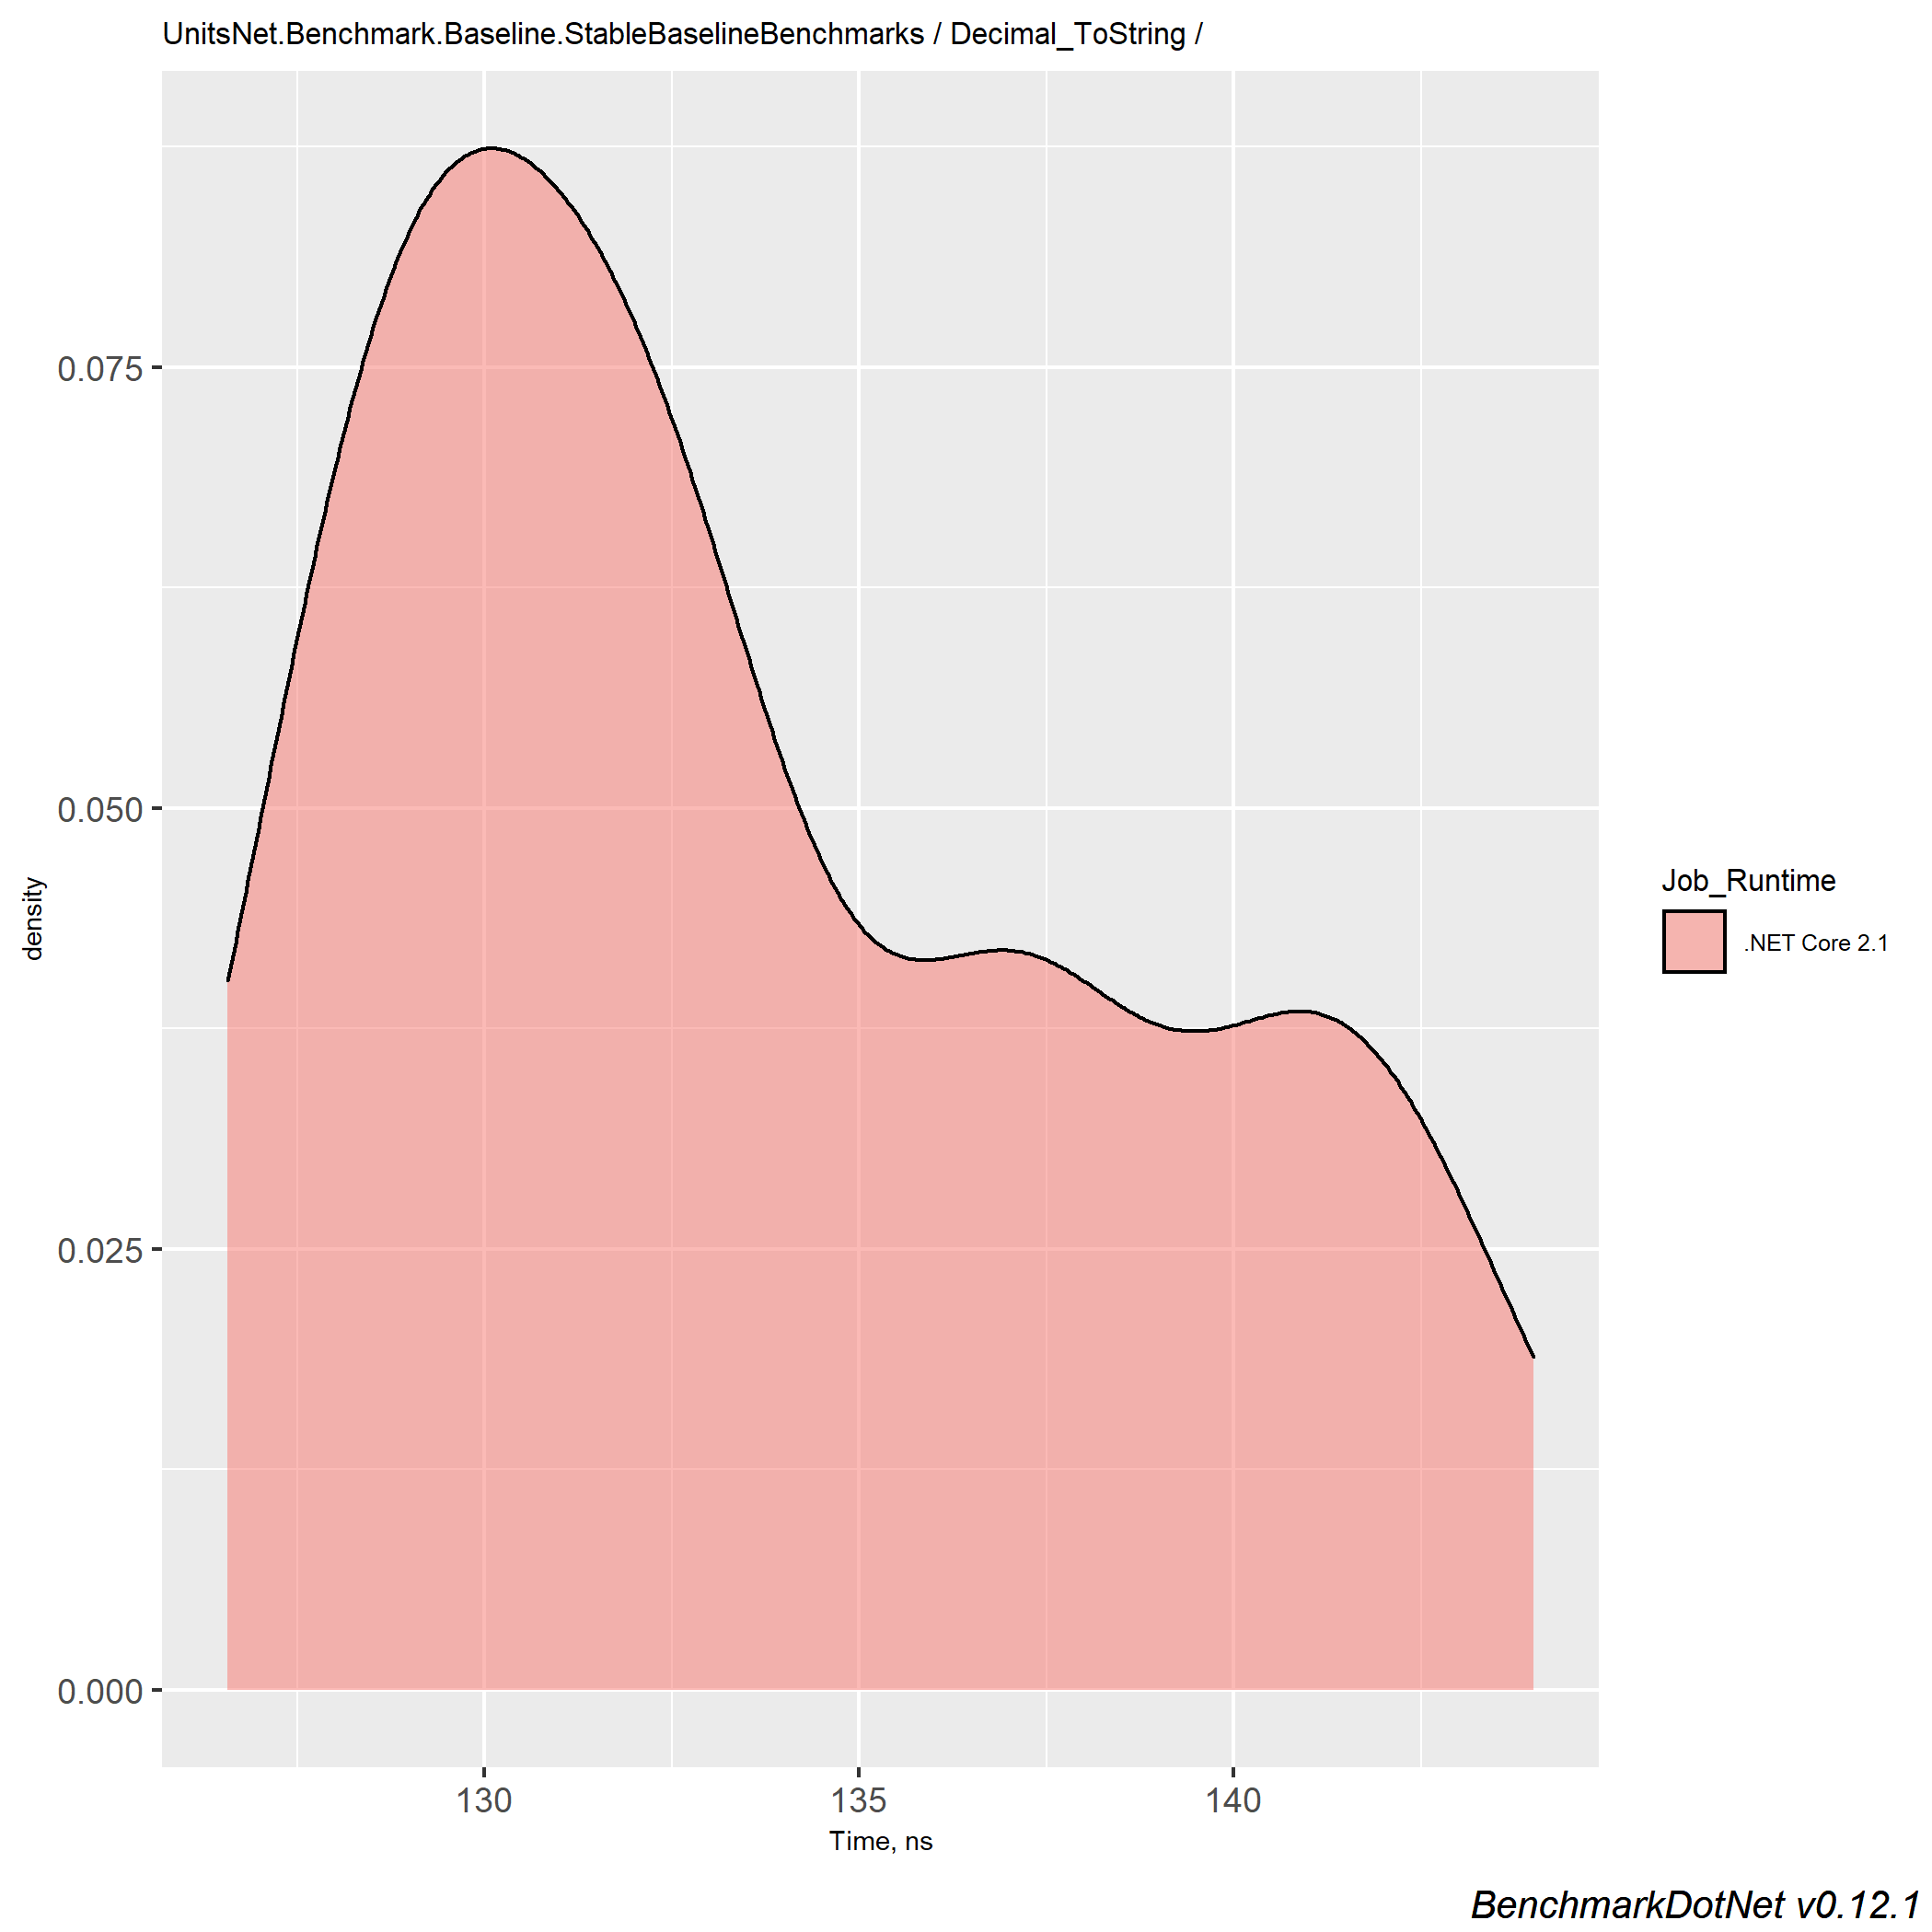 UnitsNet.Benchmark.Baseline.StableBaselineBenchmarks / Decimal_ToString /
0.075
0.050
0.025
0.000
density
130 135 140
Time, ns
Job_Runtime
.NET Core 2.1
BenchmarkDotNet v0.12.1